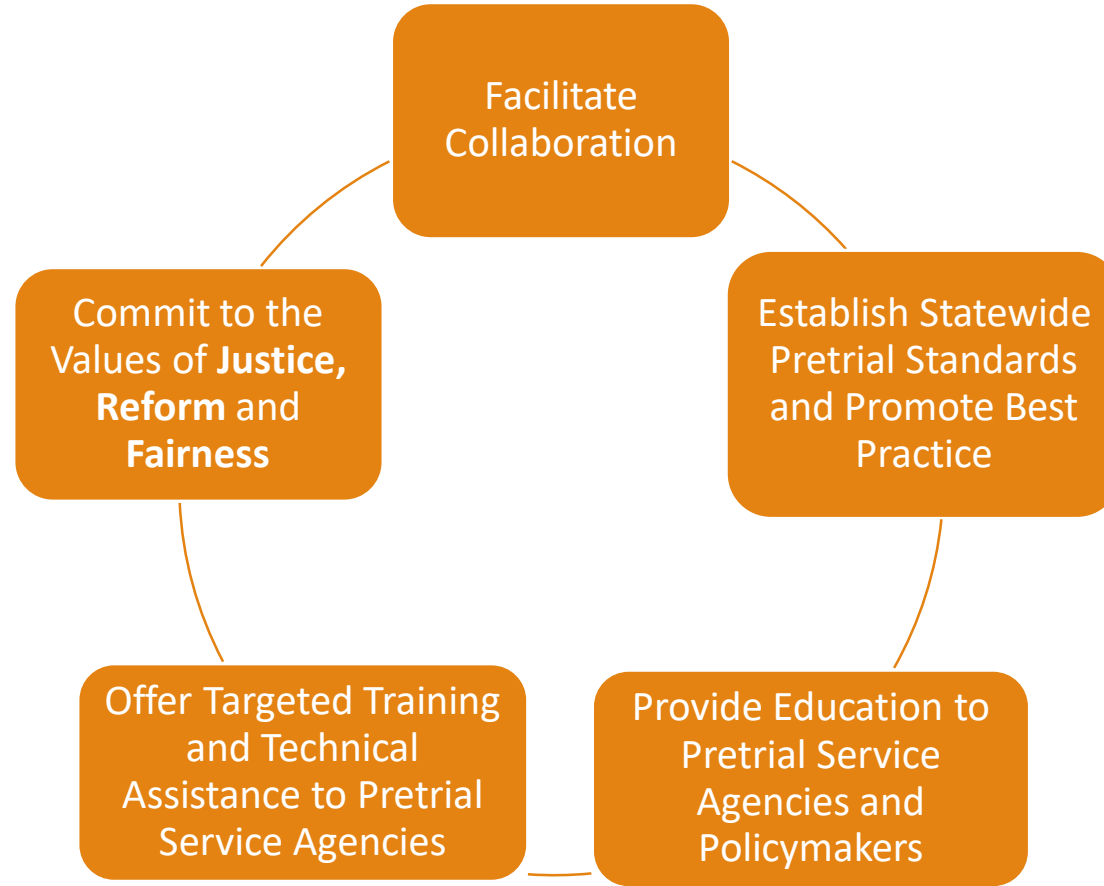 Facilitate
Collaboration
Establish Statewide
Pretrial Standards
and Promote Best
Practice
Provide Education to
Pretrial Service
Agencies and
Policymakers
Offer Targeted Training
and Technical
Assistance to Pretrial
Service Agencies
Commit to the
Values of Justice,
Reform and
Fairness